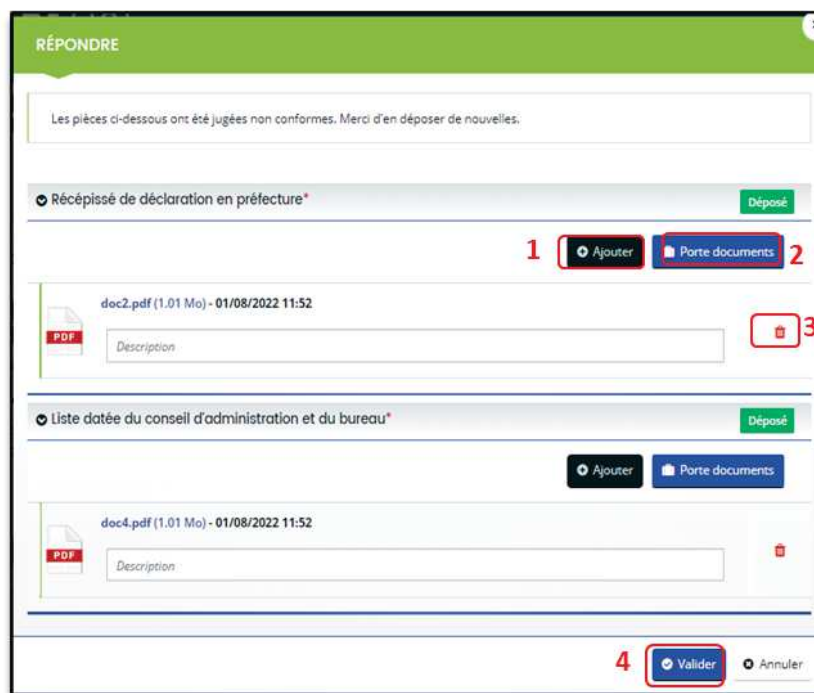 RÉPONDRE
Les pièces ci-dessous ont été jugées non conformes. Merci d'en déposer de nouvelles.
Récépissé de déclaration en préfecture*
Déposé
1
Ajouter
Porte documents
2
doc2.pdf (1.01 Mo) - 01/08/2022 11:52
PDF
Description
3
Liste datée du conseil d'administration et du bureau*
Déposé
Ajouter
Porte documents
doc4.pdf (1.01 Mo) - 01/08/2022 11:52
PDF
Description
4
Valider
Annuler